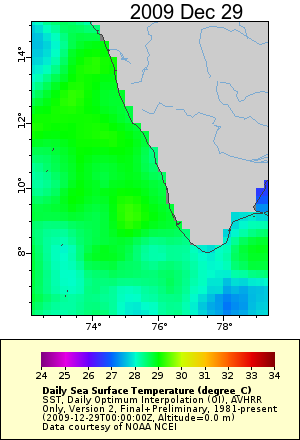 2009 Dec 29
14°
12°
10°
8°
74° 76° 78°
24 25 26 27 28 29 30 31 32 33 34
Daily Sea Surface Temperature (degree_C)
SST, Daily Optimum Interpolation (OI), AVHRR
Only, Version 2, Final+Preliminary, 1981-present
(2009-12-29T00:00:00Z, Altitude=0.0 m)
Data courtesy of NOAA NCEI